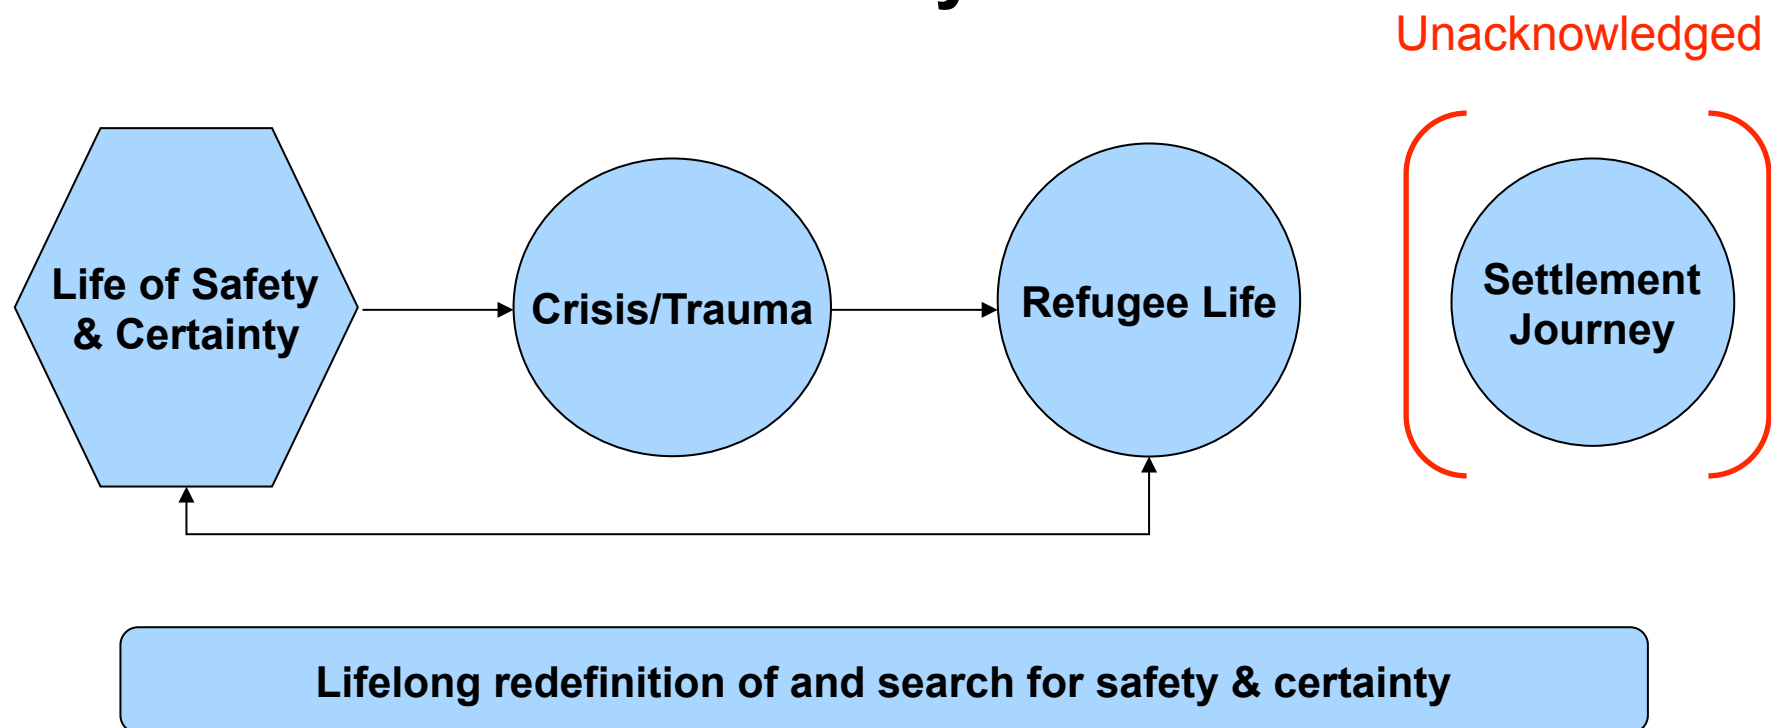 Unacknowledged
Life of Safety
& Certainty
Crisis/Trauma
Refugee Life
Settlement
Journey
Lifelong redefinition of and search for safety & certainty